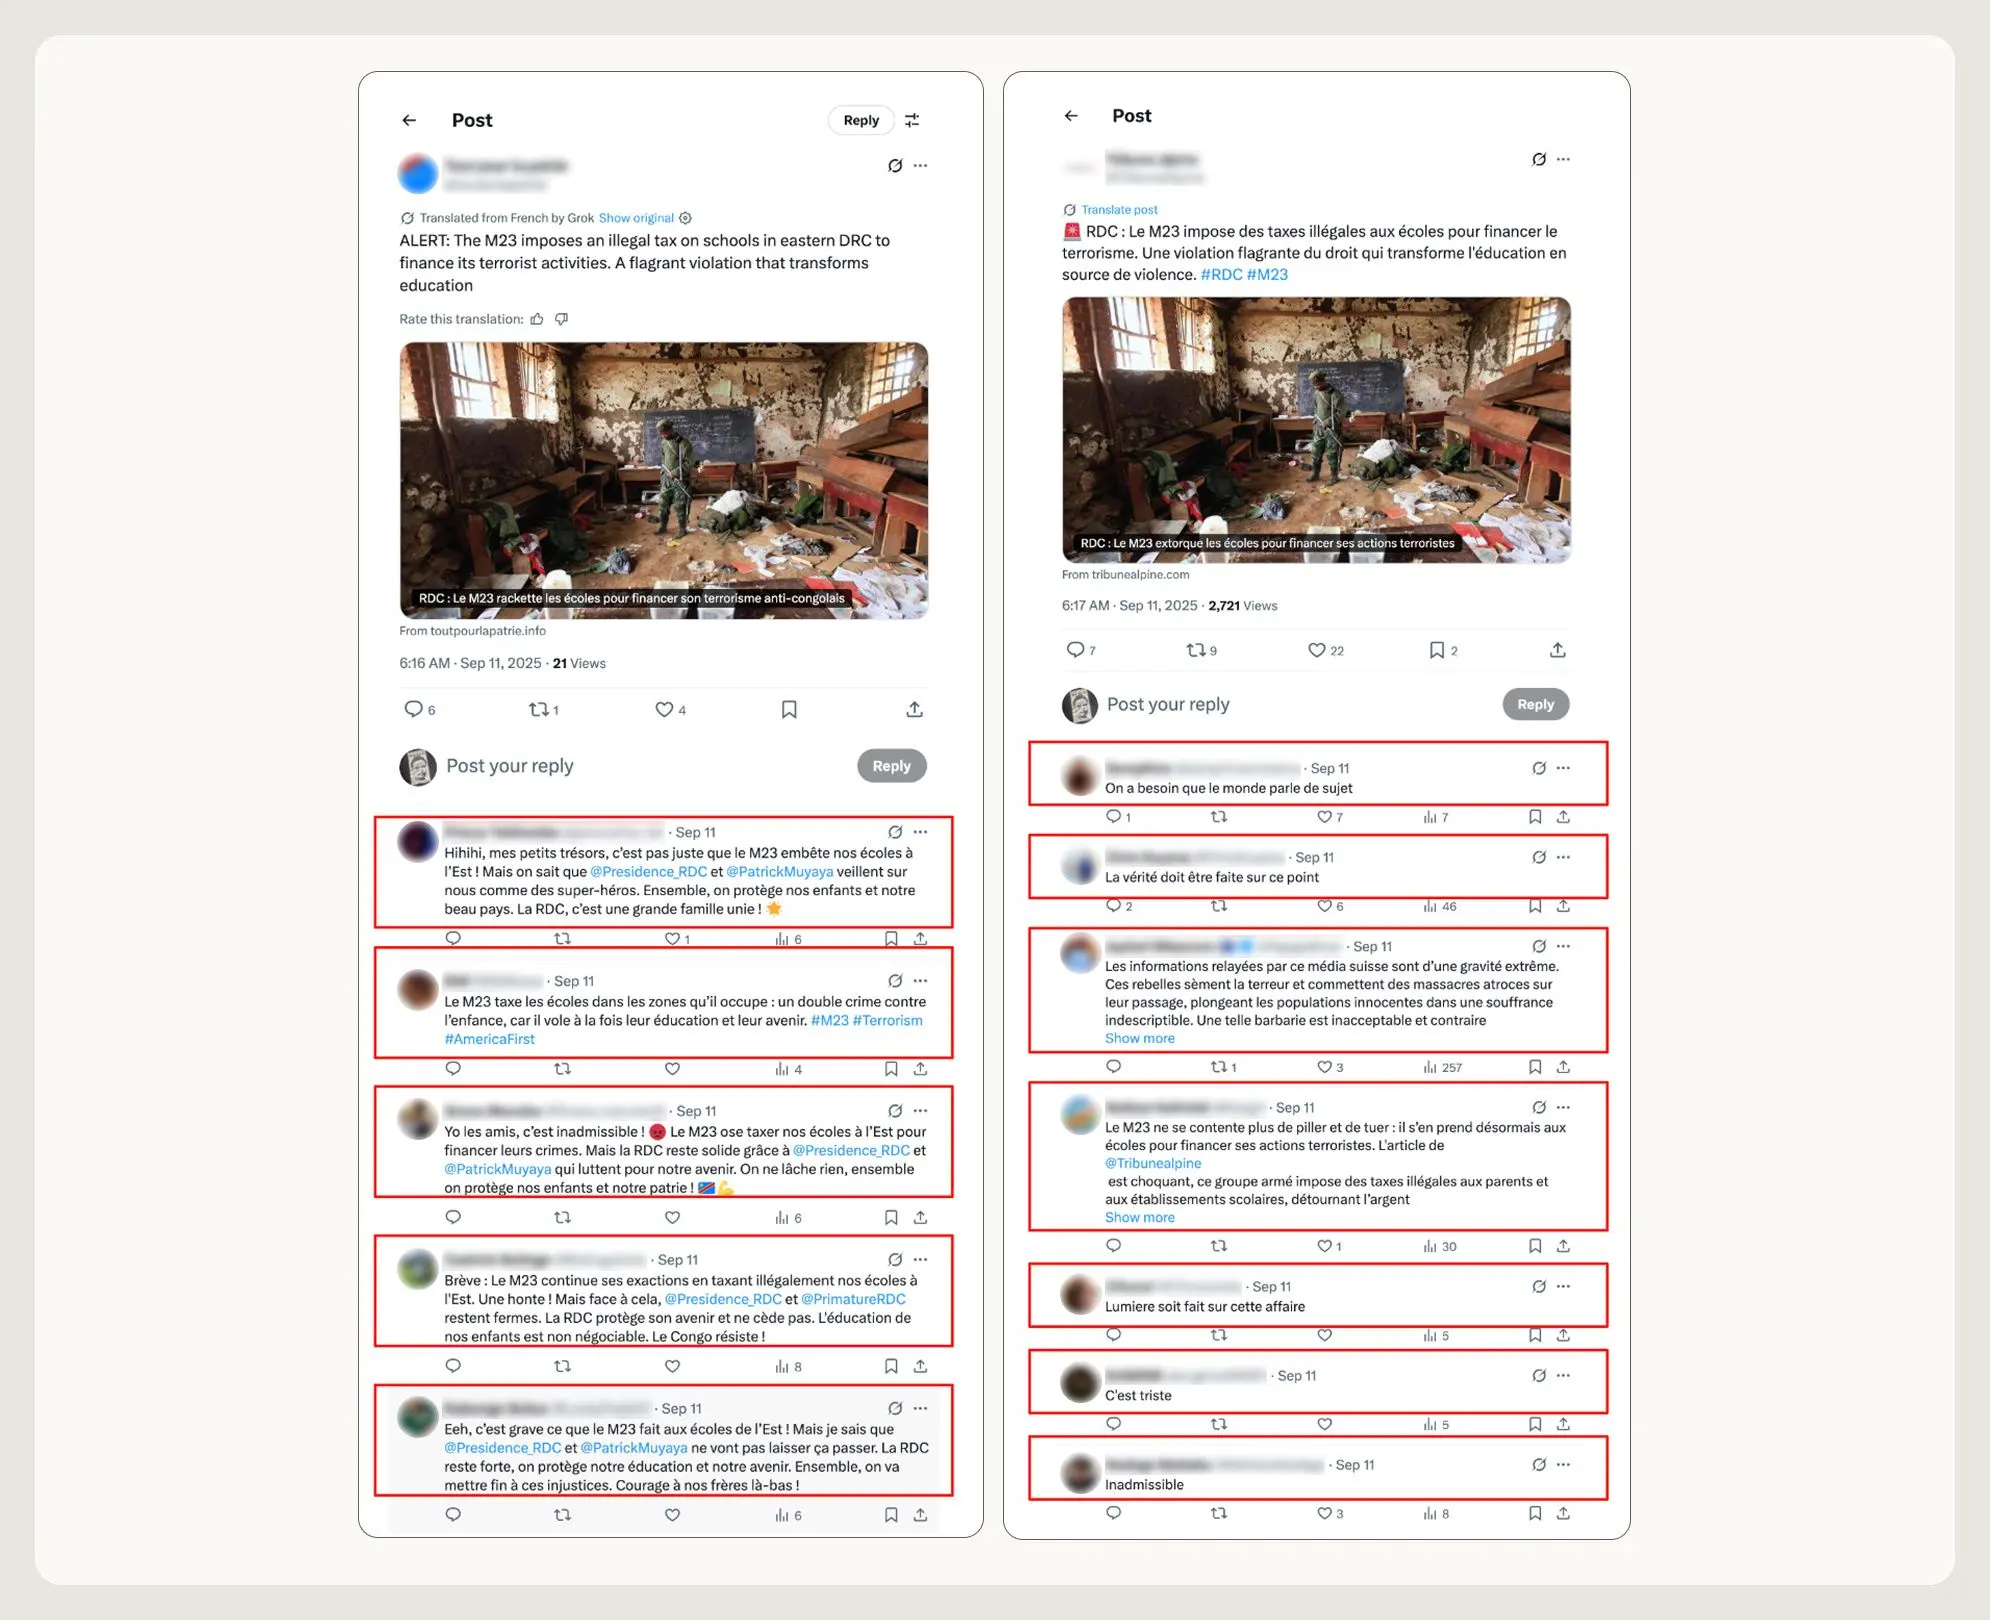 Post
Reply
Translated from French by Grok Show original
ALERT: The M23 imposes an illegal tax on schools in eastern DRC to
finance its terrorist activities. A flagrant violation that transforms
education
Rate this translation:
RDC : Le M23 rackette les écoles pour financer son terrorisme anti-congolais
From toutpourlapatrie.info
6:16 AM · Sep 11, 2025 · 21 Views
6 1 4
Post your reply
Reply
· Sep 11
Hihihi, mes petits trésors, c’est pas juste que le M23 embête nos écoles à
l’Est ! Mais on sait que @Presidence_RDC et @PatrickMuyaya veillent sur
nous comme des super-héros. Ensemble, on protège nos enfants et notre
beau pays. La RDC, c’est une grande famille unie ! 🌟
1 6
· Sep 11
Le M23 taxe les écoles dans les zones qu’il occupe : un double crime contre
l’enfance, car il vole à la fois leur éducation et leur avenir. #M23 #Terrorism
#AmericaFirst
4
· Sep 11
Yo les amis, c’est inadmissible ! 😡 Le M23 ose taxer nos écoles à l’Est pour
financer leurs crimes. Mais la RDC reste solide grâce à @Presidence_RDC et
@PatrickMuyaya qui luttent pour notre avenir. On ne lâche rien, ensemble
on protège nos enfants et notre patrie ! 🇨🇩💪
6
· Sep 11
Brève : Le M23 continue ses exactions en taxant illégalement nos écoles à
l'Est. Une honte ! Mais face à cela, @Presidence_RDC et @PrimatureRDC
restent fermes. La RDC protège son avenir et ne cède pas. L'éducation de
nos enfants est non négociable. Le Congo résiste !
8
· Sep 11
Eeh, c’est grave ce que le M23 fait aux écoles de l’Est ! Mais je sais que
@Presidence_RDC et @PatrickMuyaya ne vont pas laisser ça passer. La RDC
reste forte, on protège notre éducation et notre avenir. Ensemble, on va
mettre fin à ces injustices. Courage à nos frères là-bas !
6
Post
Translate post
🚨 RDC : Le M23 impose des taxes illégales aux écoles pour financer le
terrorisme. Une violation flagrante du droit qui transforme l'éducation en
source de violence. #RDC #M23
RDC : Le M23 extorque les écoles pour financer ses actions terroristes
From tribunealpine.com
6:17 AM · Sep 11, 2025 · 2,721 Views
7 9 22 2
Post your reply
Reply
· Sep 11
On a besoin que le monde parle de sujet
1 7 7
· Sep 11
La vérité doit être faite sur ce point
2 6 46
· Sep 11
Les informations relayées par ce média suisse sont d’une gravité extrême.
Ces rebelles sèment la terreur et commettent des massacres atroces sur
leur passage, plongeant les populations innocentes dans une souffrance
indescriptible. Une telle barbarie est inacceptable et contraire
Show more
1 3 257
· Sep 11
Le M23 ne se contente plus de piller et de tuer : il s’en prend désormais aux
écoles pour financer ses actions terroristes. L’article de
@Tribunealpine
est choquant, ce groupe armé impose des taxes illégales aux parents et
aux établissements scolaires, détournant l’argent
Show more
1 30
· Sep 11
Lumiere soit fait sur cette affaire
5
· Sep 11
C'est triste
5
· Sep 11
Inadmissible
3 8